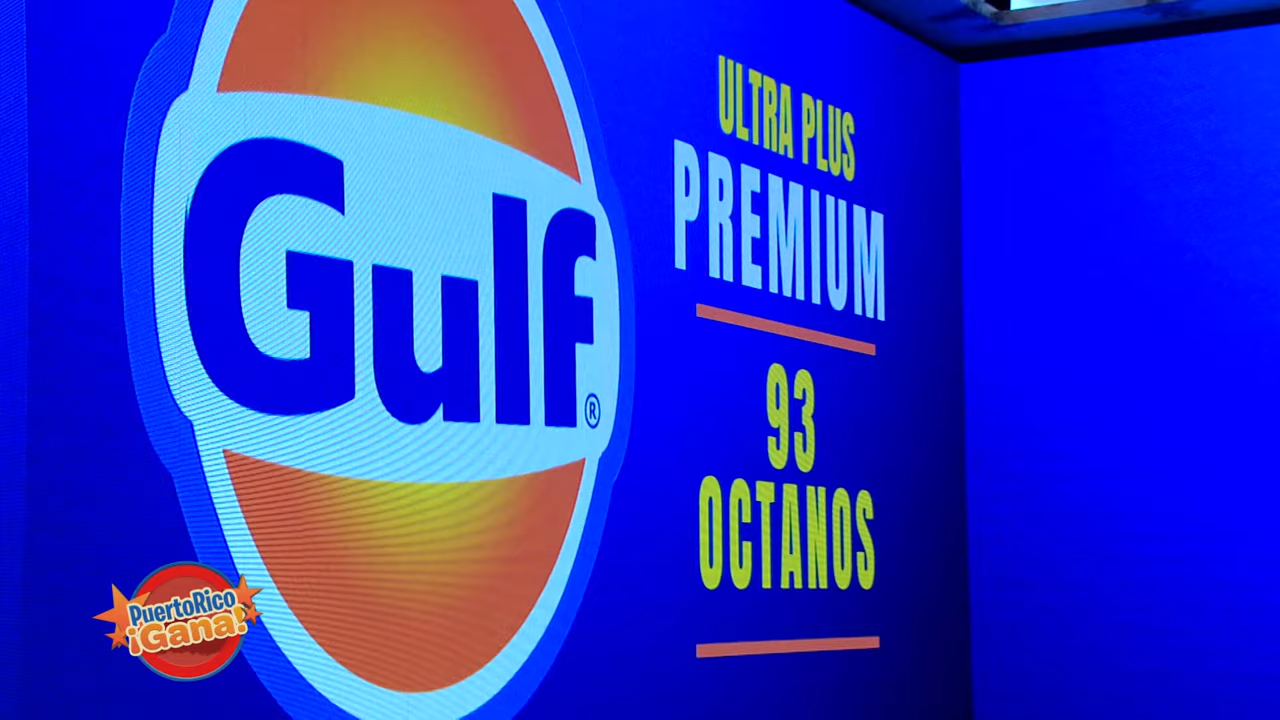 Gulf®
ULTRA PLUS
PREMIUM
93
OCTANOS
PuertoRico
¡Gana!